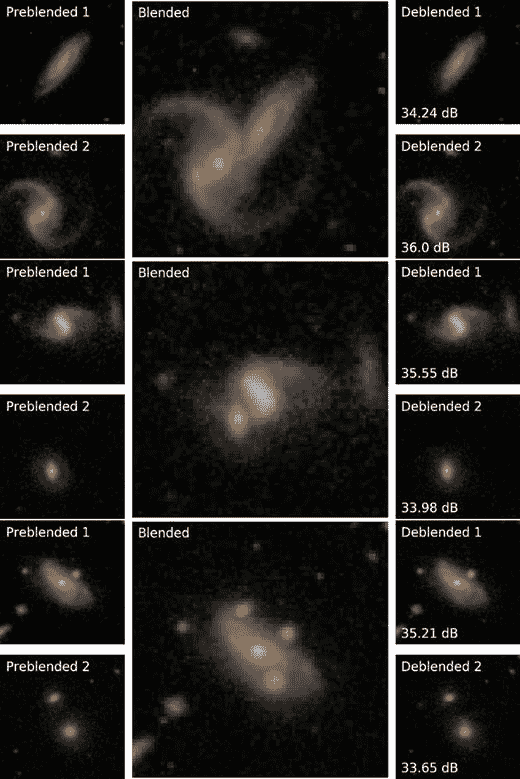 Preblended 1
Blended
Deblended 1
34.24 dB
Preblended 2
Deblended 2
36.0 dB
Preblended 1
Blended
Deblended 1
35.55 dB
Preblended 2
Deblended 2
33.98 dB
Preblended 1
Blended
Deblended 1
35.21 dB
Preblended 2
Deblended 2
33.65 dB